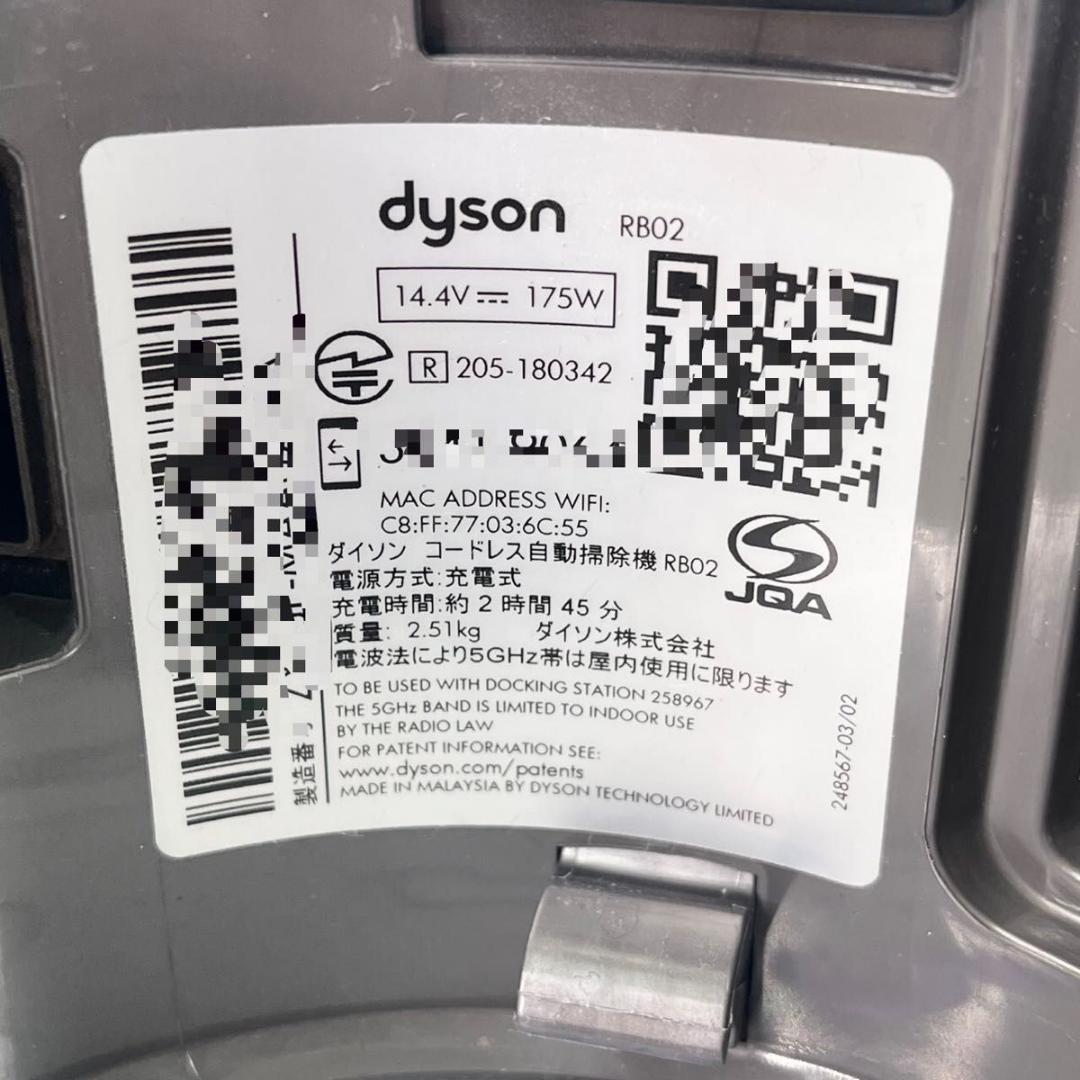 dyson RB02
14.4V 175W
R 205-180342
MAC ADDRESS WIFI:
C8:FF:77:03:6C:55
JQA
ダイソン コードレス自動掃除機 RB02
電源方式:充電式
充電時間:約 2 時間 45 分
質量: 2.51kg ダイソン株式会社
電波法により5GHz帯は屋内使用に限ります
TO BE USED WITH DOCKING STATION 258967
THE 5GHz BAND IS LIMITED TO INDOOR USE
BY THE RADIO LAW
FOR PATENT INFORMATION SEE:
www.dyson.com/patents
MADE IN MALAYSIA BY DYSON TECHNOLOGY LIMITED
248567-03/02
製造番号